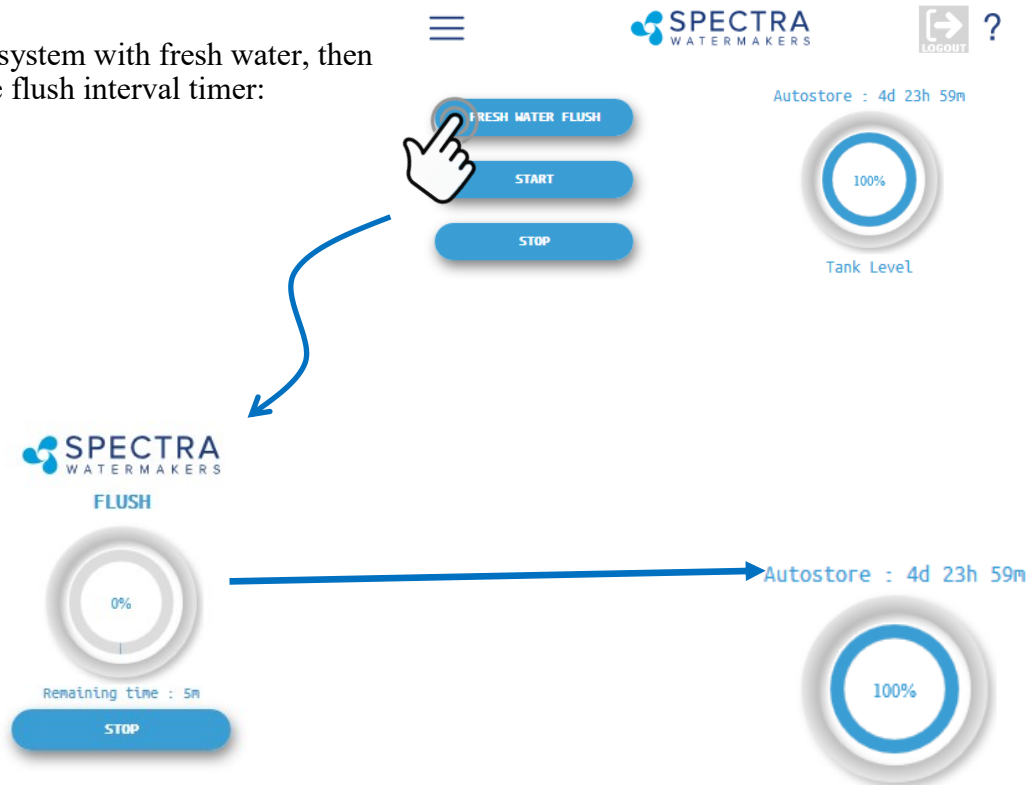 system with fresh water, then
flush interval timer:
SPECTRA
WATERMAKERS
LOGOUT
?
FRESH WATER FLUSH
START
STOP
Autostore : 4d 23h 59m
100%
Tank Level
SPECTRA
WATERMAKERS
FLUSH
0%
Remaining time : 5m
STOP
Autostore : 4d 23h 59m
100%